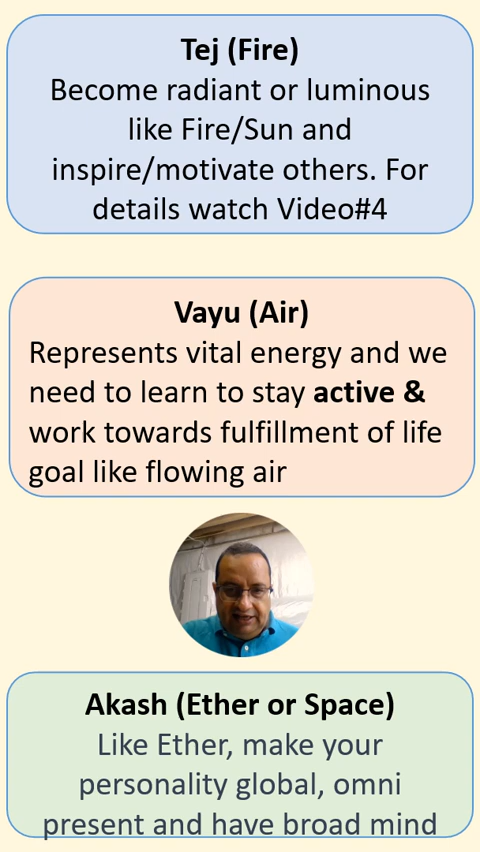 Tej (Fire)
Become radiant or luminous
like Fire/Sun and
inspire/motivate others. For
details watch Video#4
Vayu (Air)
Represents vital energy and we
need to learn to stay active &
work towards fulfillment of life
goal like flowing air
Akash (Ether or Space)
Like Ether, make your
personality global, omni
present and have broad mind